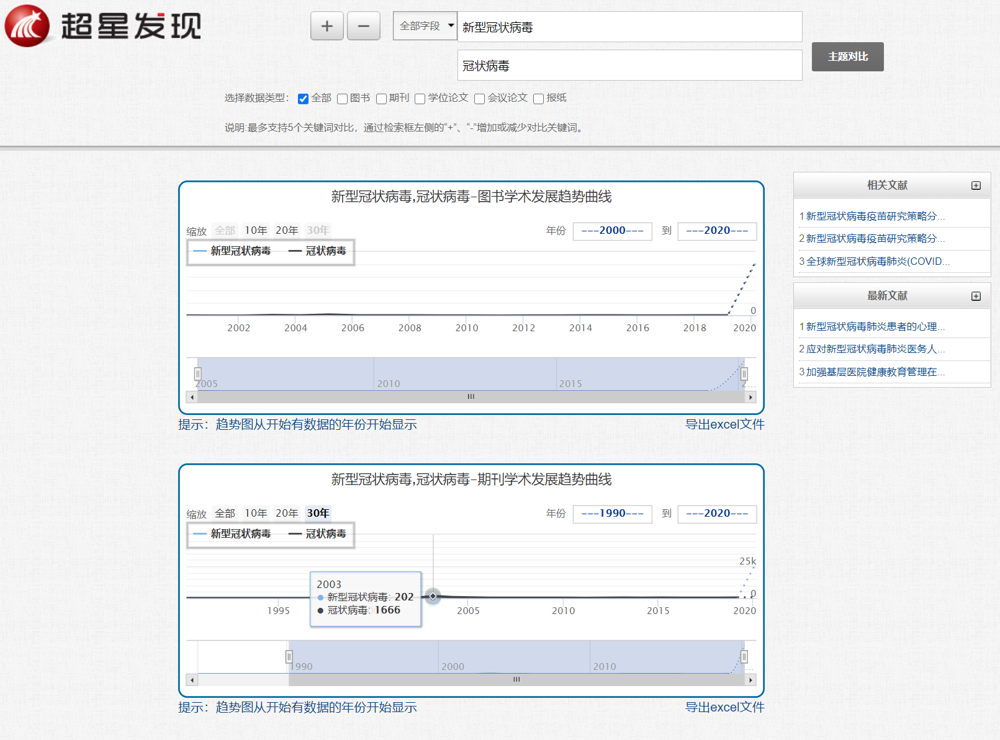 超星发现
+ − 全部字段 新型冠状病毒
冠状病毒
主题对比
选择数据类型： 全部 图书 期刊 学位论文 会议论文 报纸
说明:最多支持5个关键词对比，通过检索框左侧的“+”、“-”增加或减少对比关键词。
新型冠状病毒,冠状病毒-图书学术发展趋势曲线
缩放 全部 10年 20年 30年 年份 ---2000--- 到 ---2020---
新型冠状病毒 冠状病毒
0
2002 2004 2006 2008 2010 2012 2014 2016 2018 2020
2005 2010 2015 2...
提示：趋势图从开始有数据的年份开始显示 导出excel文件
新型冠状病毒,冠状病毒-期刊学术发展趋势曲线
缩放 全部 10年 20年 30年 年份 ---1990--- 到 ---2020---
新型冠状病毒 冠状病毒
25k
0
2003
新型冠状病毒: 202
冠状病毒: 1666
1995 2005 2010 2015 2020
1990 2000 2010 ...
提示：趋势图从开始有数据的年份开始显示 导出excel文件
相关文献
1 新型冠状病毒疫苗研究策略分...
2 新型冠状病毒疫苗研究策略分...
3 全球新型冠状病毒肺炎(COVID...
最新文献
1 新型冠状病毒肺炎患者的心理...
2 应对新型冠状病毒肺炎医务人...
3 加强基层医院健康教育管理在...